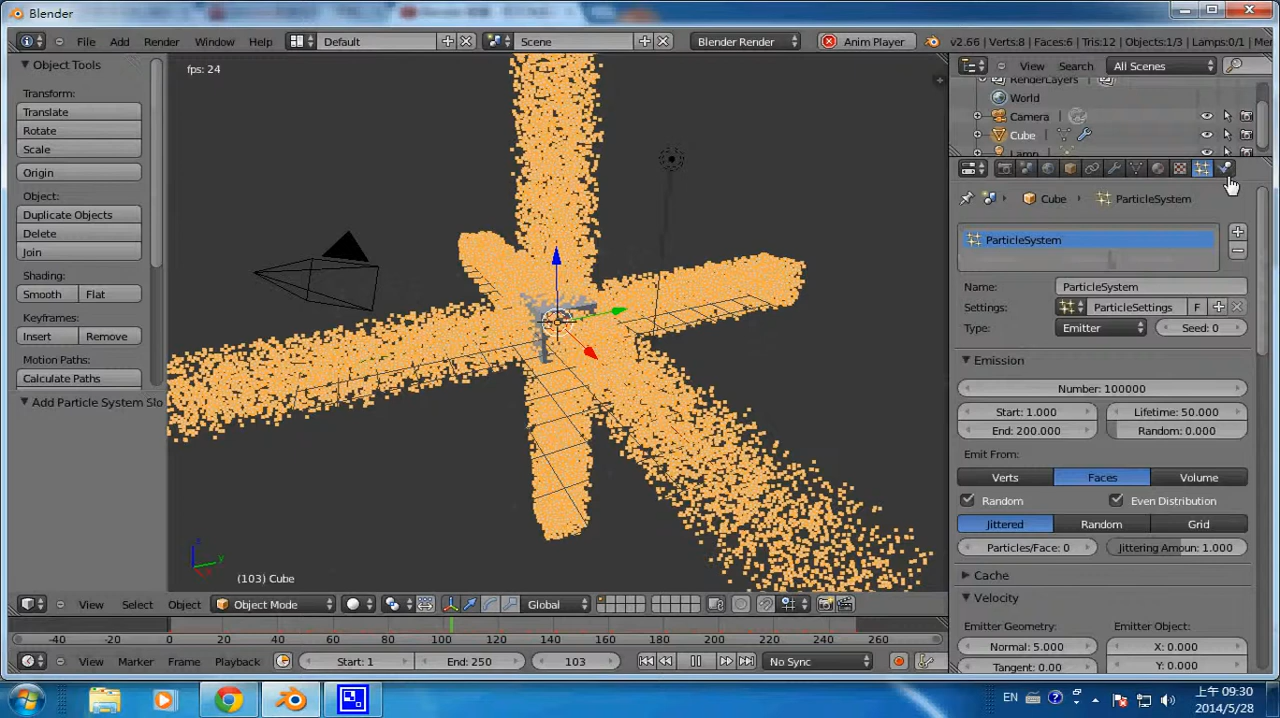 Blender
File Add Render Window Help Default Scene Blender Render Anim Player v2.66 | Verts:8 | Faces:6 | Tris:12 | Objects:1/3 | Lamps:0/1 |
Object Tools
Transform:
Translate
Rotate
Scale
Origin
Object:
Duplicate Objects
Delete
Join
Shading:
Smooth Flat
Keyframes:
Insert Remove
Motion Paths:
Calculate Paths
Add Particle System Slo
fps: 24
(103) Cube
View Search All Scenes
RenderLayers
World
Camera
Cube
Lamp
Cube ParticleSystem
ParticleSystem
Name: ParticleSystem
Settings: ParticleSettings F
Type: Emitter Seed: 0
Emission
Number: 100000
Start: 1.000 Lifetime: 50.000
End: 200.000 Random: 0.000
Emit From:
Verts Faces Volume
Random Even Distribution
Jittered Random Grid
Particles/Face: 0 Jittering Amoun: 1.000
Cache
Velocity
Emitter Geometry: Emitter Object:
Normal: 5.000 X: 0.000
Tangent: 0.00 Y: 0.000
View Select Object Object Mode Global
-40 -20 0 20 40 60 80 100 120 140 160 180 200 220 240 260
View Marker Frame Playback Start: 1 End: 250 103 No Sync
EN 上午 09:30
2014/5/28